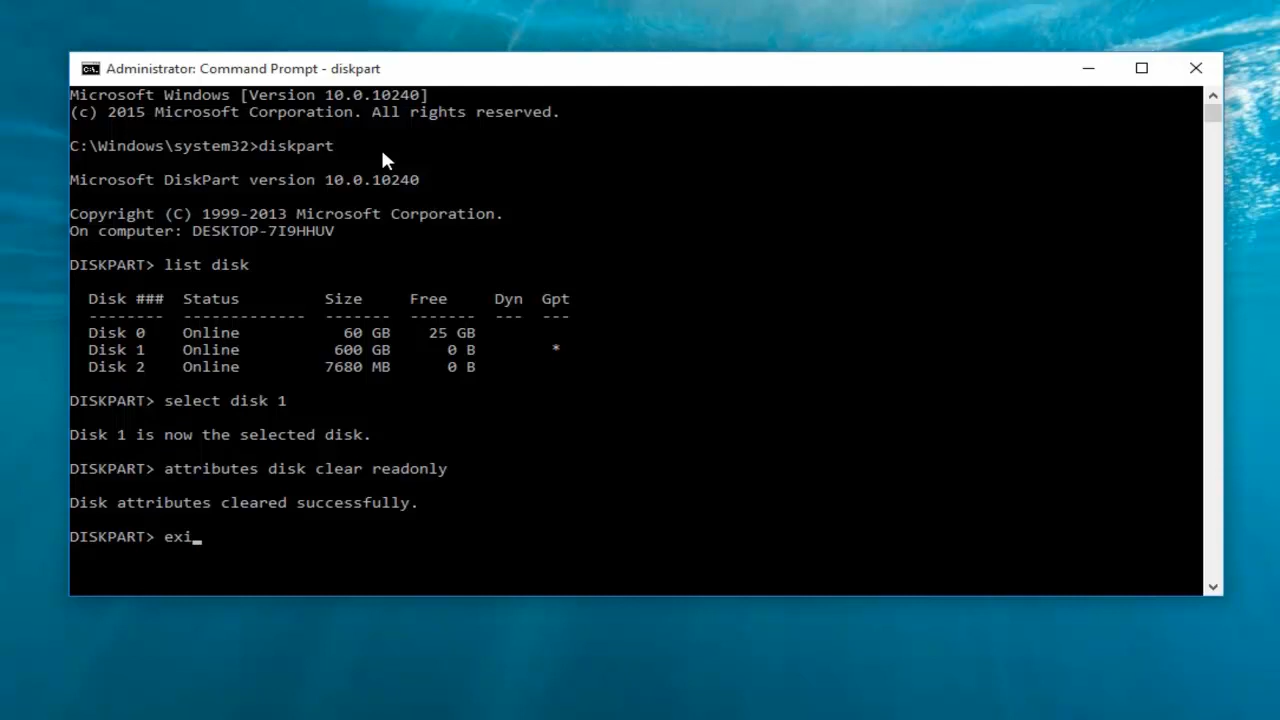 Administrator: Command Prompt - diskpart
Microsoft Windows [Version 10.0.10240]
(c) 2015 Microsoft Corporation. All rights reserved.
C:\Windows\system32>diskpart
Microsoft DiskPart version 10.0.10240
Copyright (C) 1999-2013 Microsoft Corporation.
On computer: DESKTOP-7I9HHUV
DISKPART> list disk
  Disk ###  Status         Size     Free     Dyn  Gpt
  --------  -------------  -------  -------  ---  ---
  Disk 0    Online           60 GB    25 GB
  Disk 1    Online          600 GB      0 B        *
  Disk 2    Online         7680 MB      0 B
DISKPART> select disk 1
Disk 1 is now the selected disk.
DISKPART> attributes disk clear readonly
Disk attributes cleared successfully.
DISKPART> exi_